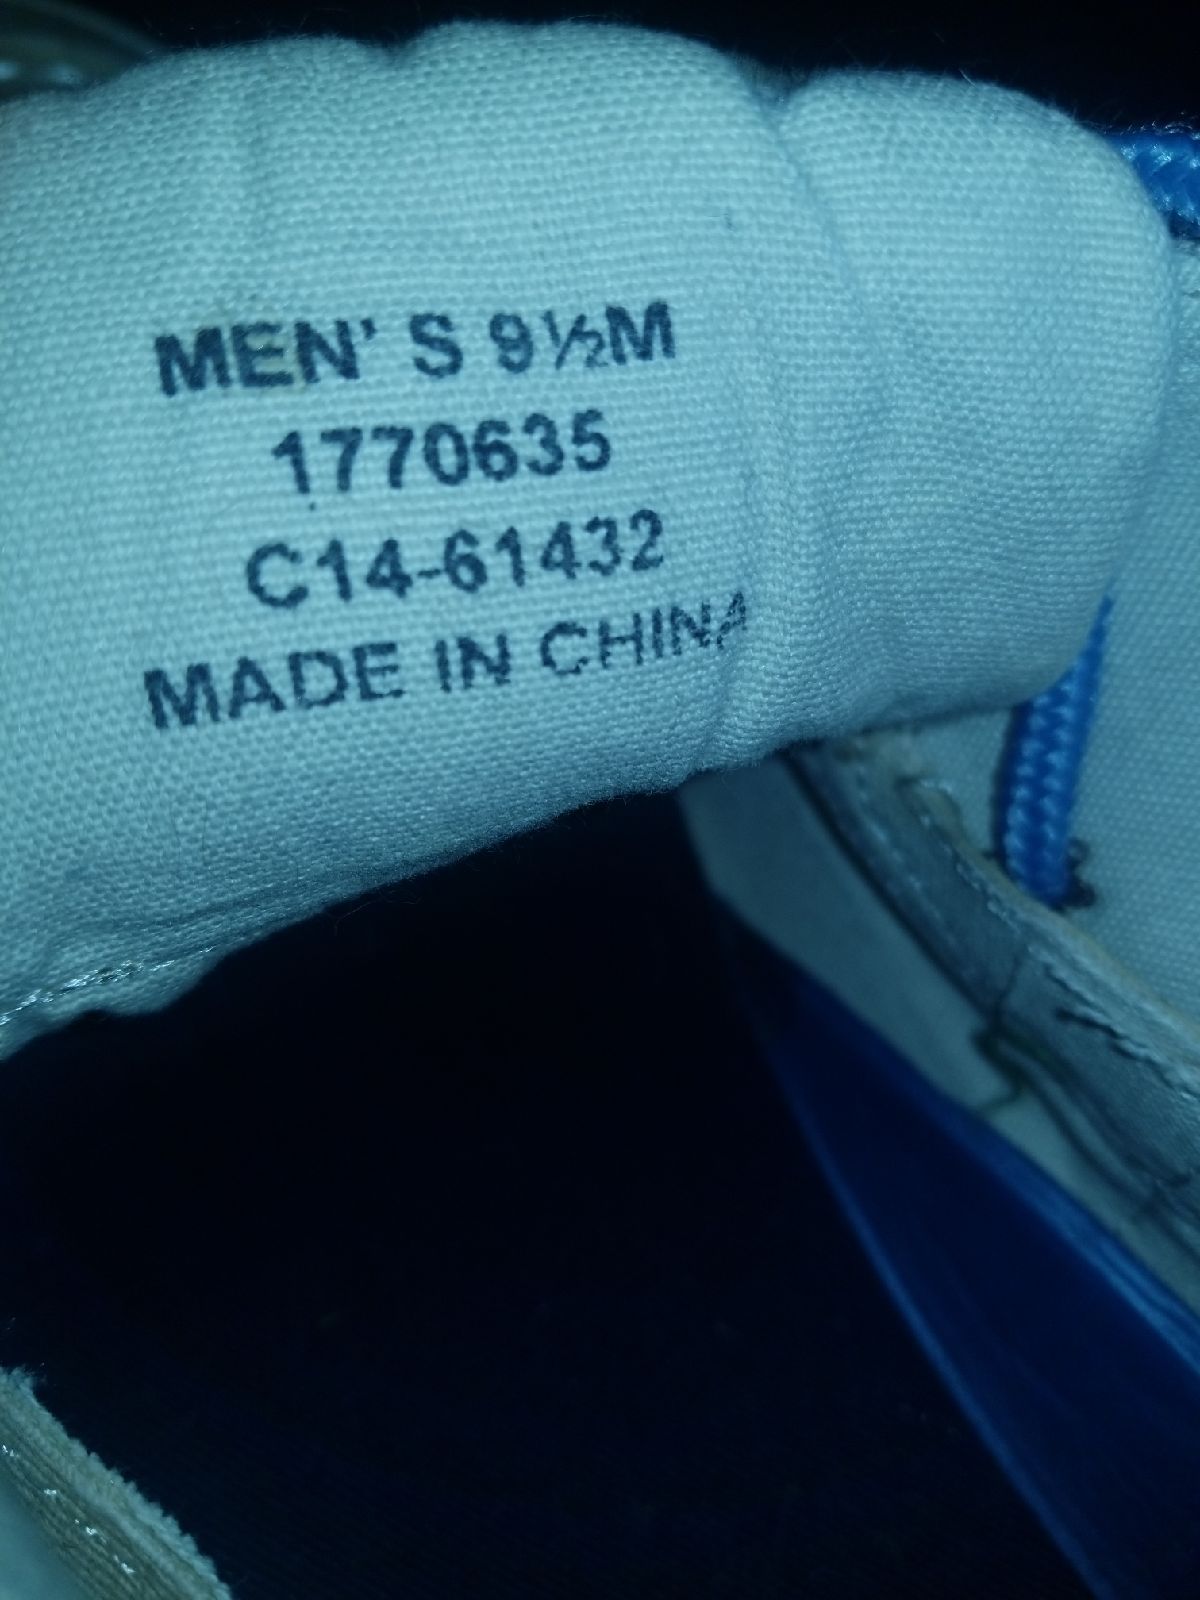 MEN' S 9½M
1770635
C14-61432
MADE IN CHINA